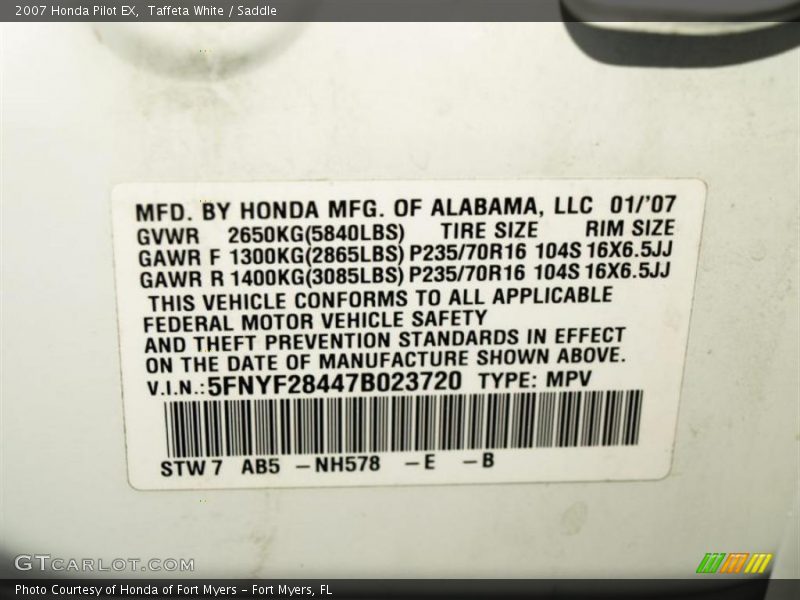 2007 Honda Pilot EX,  Taffeta White / Saddle
MFD. BY HONDA MFG. OF ALABAMA, LLC 01/'07
GVWR 2650KG(5840LBS) TIRE SIZE RIM SIZE
GAWR F 1300KG(2865LBS) P235/70R16 104S 16X6.5JJ
GAWR R 1400KG(3085LBS) P235/70R16 104S 16X6.5JJ
THIS VEHICLE CONFORMS TO ALL APPLICABLE
FEDERAL MOTOR VEHICLE SAFETY
AND THEFT PREVENTION STANDARDS IN EFFECT
ON THE DATE OF MANUFACTURE SHOWN ABOVE.
V.I.N.:5FNYF28447B023720 TYPE: MPV
STW7 AB5 –NH578 –E –B
GTCARLOT.COM
Photo Courtesy of Honda of Fort Myers – Fort Myers, FL